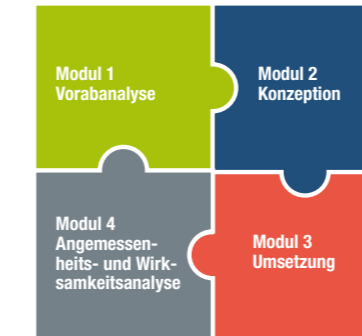 Modul 1
Vorabanalyse
Modul 2
Konzeption
Modul 4
Angemessen-
heits- und Wirk-
samkeitsanalyse
Modul 3
Umsetzung